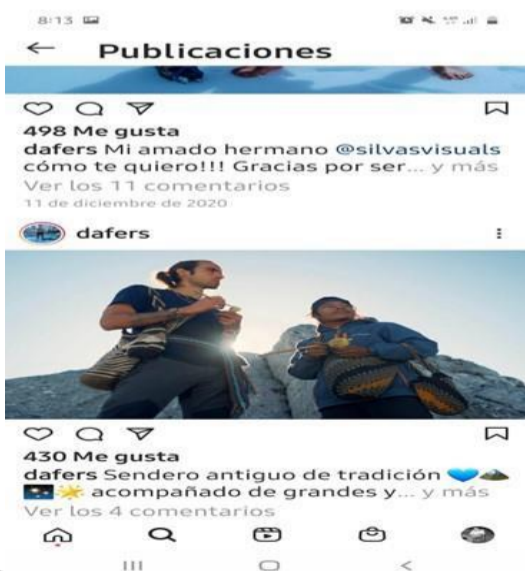 8:13
Publicaciones
498 Me gusta
dafers Mi amado hermano @silvasvisuals
cómo te quiero!!! Gracias por ser... y más
Ver los 11 comentarios
11 de diciembre de 2020
dafers
430 Me gusta
dafers Sendero antiguo de tradición 💙⛰️
🌌🌟 acompañado de grandes y... y más
Ver los 4 comentarios